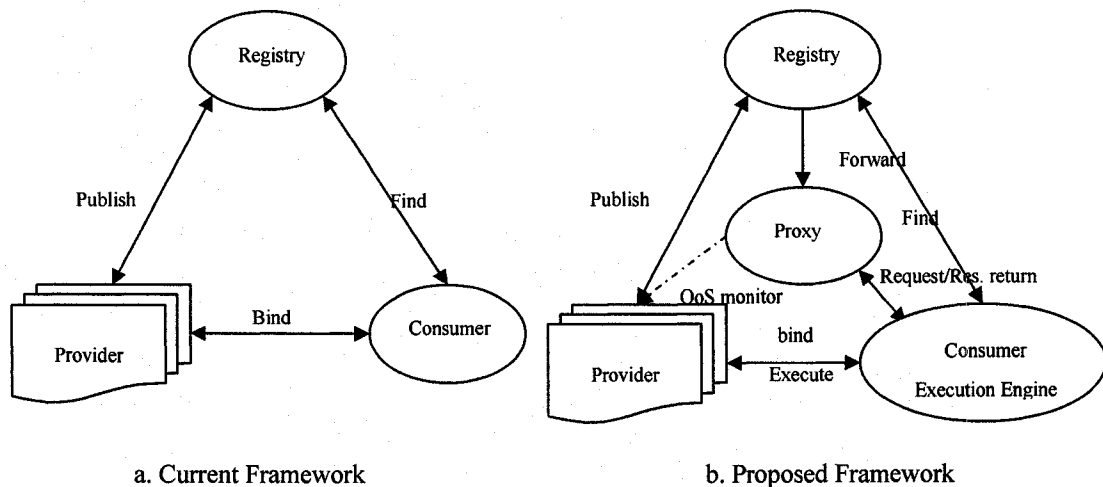 Registry
Publish
Find
Bind
Provider
Consumer
a. Current Framework
Registry
Forward
Publish
Find
Proxy
Request/Res. return
QoS monitor
bind
Execute
Provider
Consumer
Execution Engine
b. Proposed Framework